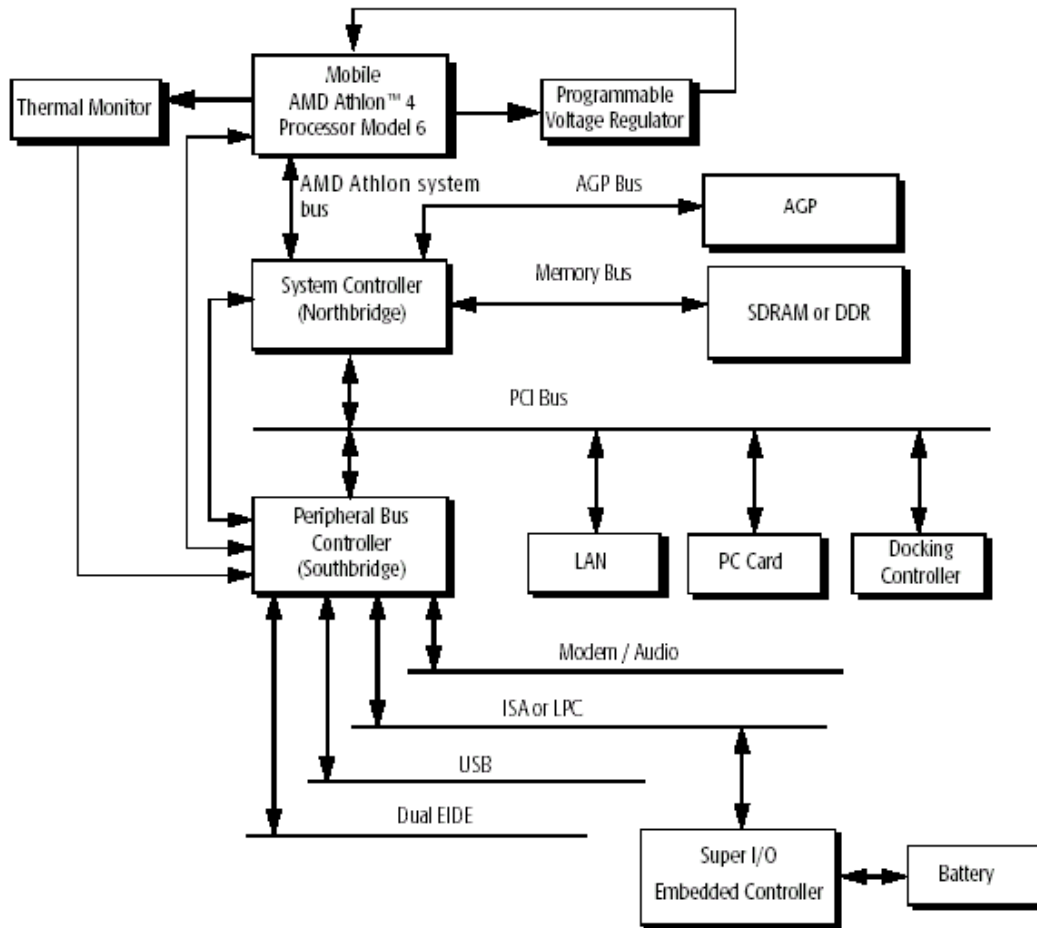 Mobile
AMD Athlon™ 4
Processor Model 6
Thermal Monitor
Programmable
Voltage Regulator
AMD Athlon system
bus
AGP Bus
AGP
System Controller
(Northbridge)
Memory Bus
SDRAM or DDR
PCI Bus
Peripheral Bus
Controller
(Southbridge)
LAN
PC Card
Docking
Controller
Modem / Audio
ISA or LPC
USB
Dual EIDE
Super I/O
Embedded Controller
Battery